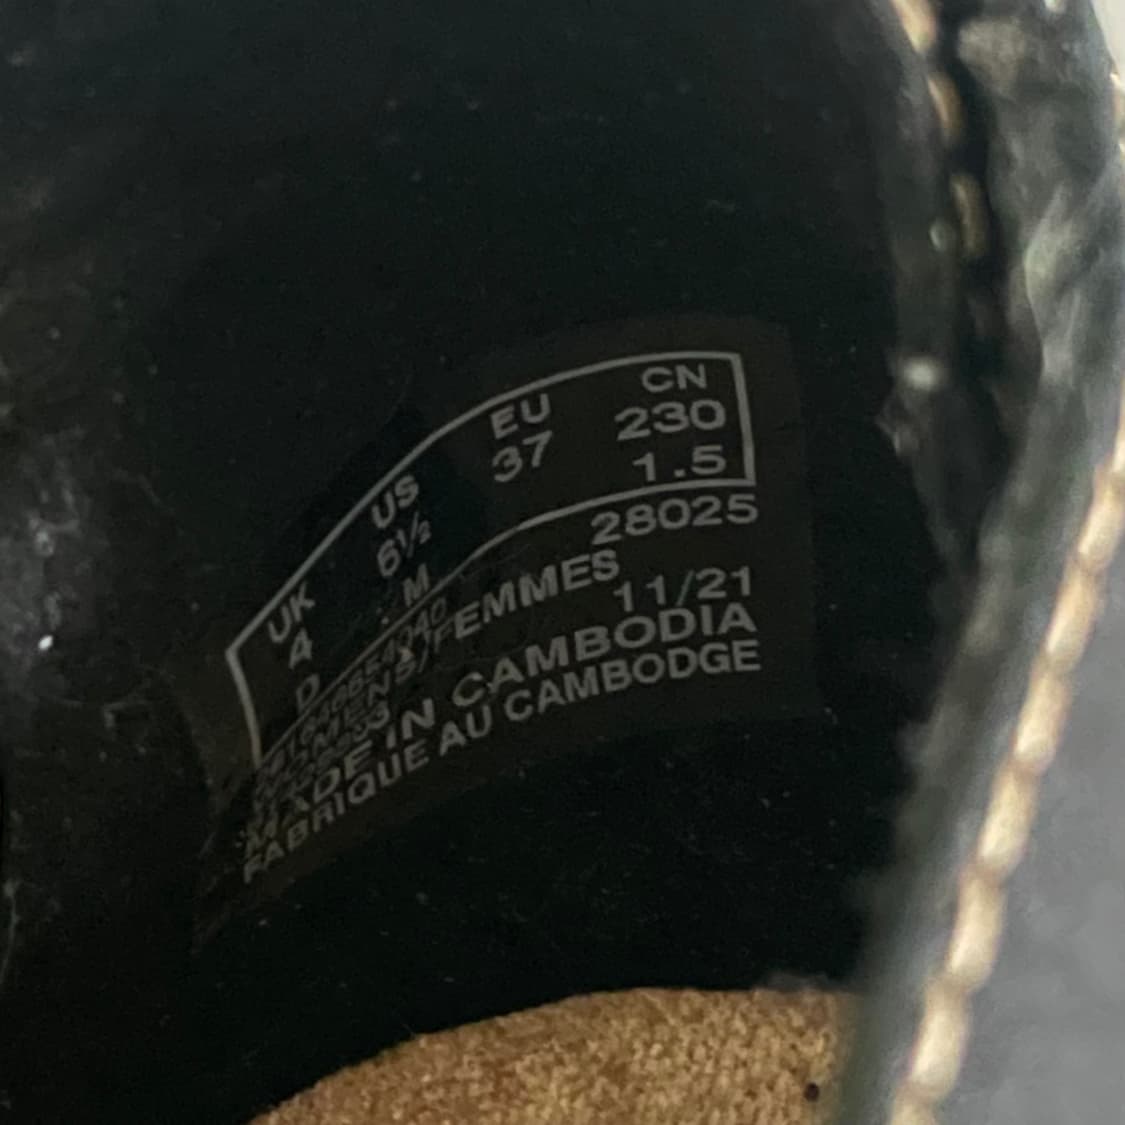 UK US EU CN
4 6½ 37 230
D M 1.5
28025
WOMENS/FEMMES
11/21
MADE IN CAMBODIA
FABRIQUE AU CAMBODGE